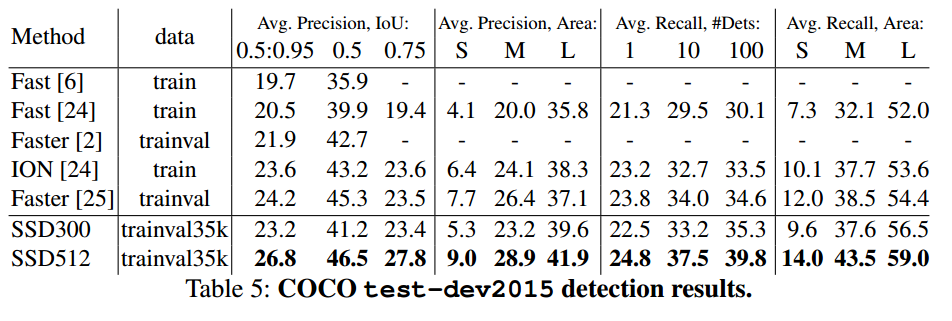 Method data Avg. Precision, IoU: Avg. Precision, Area: Avg. Recall, #Dets: Avg. Recall, Area:
0.5:0.95 0.5 0.75 S M L 1 10 100 S M L
Fast [6] train 19.7 35.9 - - - - - - - - - -
Fast [24] train 20.5 39.9 19.4 4.1 20.0 35.8 21.3 29.5 30.1 7.3 32.1 52.0
Faster [2] trainval 21.9 42.7 - - - - - - - - - -
ION [24] train 23.6 43.2 23.6 6.4 24.1 38.3 23.2 32.7 33.5 10.1 37.7 53.6
Faster [25] trainval 24.2 45.3 23.5 7.7 26.4 37.1 23.8 34.0 34.6 12.0 38.5 54.4
SSD300 trainval35k 23.2 41.2 23.4 5.3 23.2 39.6 22.5 33.2 35.3 9.6 37.6 56.5
SSD512 trainval35k 26.8 46.5 27.8 9.0 28.9 41.9 24.8 37.5 39.8 14.0 43.5 59.0
Table 5: COCO test-dev2015 detection results.